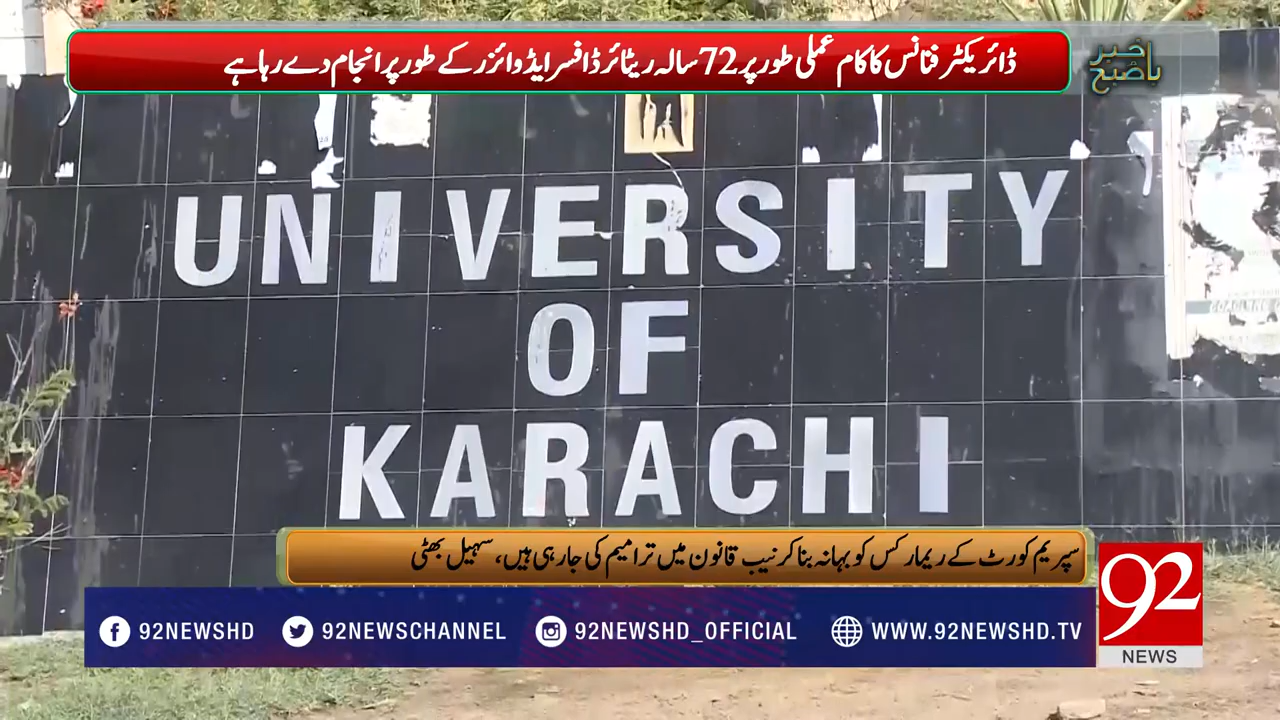 ڈائریکٹر فنانس کا کام عملی طور پر 72 سالہ ریٹائرڈ افسر ایڈوائزر کے طور پر انجام دے رہا ہے
خبر
باصبح
UNIVERSITY
OF
KARACHI
سپریم کورٹ کے ریمارکس کو بہانہ بنا کر نیب قانون میں ترامیم کی جا رہی ہیں، سہیل بھٹی
92NEWSHD 92NEWSCHANNEL 92NEWSHD_OFFICIAL WWW.92NEWSHD.TV
92
NEWS